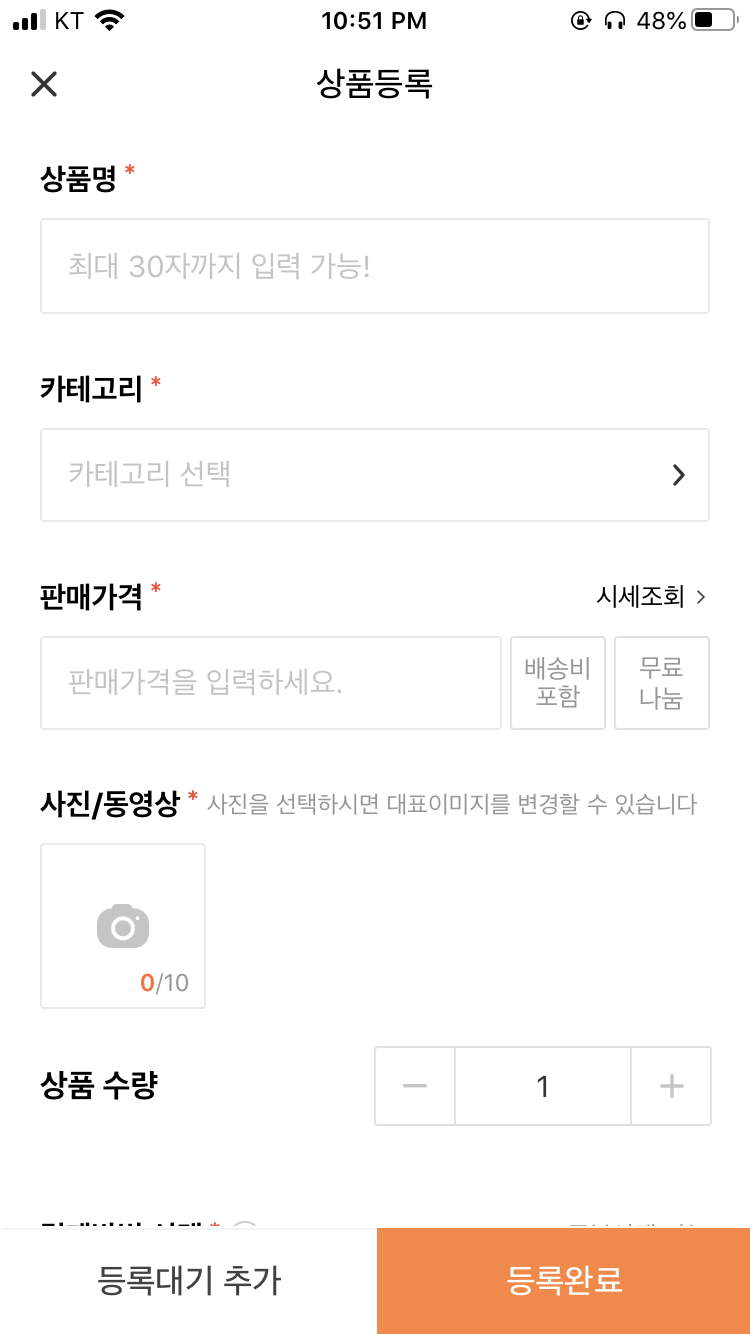 KT 10:51 PM 48%
상품등록
상품명 *
최대 30자까지 입력 가능!
카테고리 *
카테고리 선택
판매가격 *
시세조회
판매가격을 입력하세요.
배송비
포함
무료
나눔
사진/동영상 * 사진을 선택하시면 대표이미지를 변경할 수 있습니다
0/10
상품 수량
1
등록대기 추가
등록완료